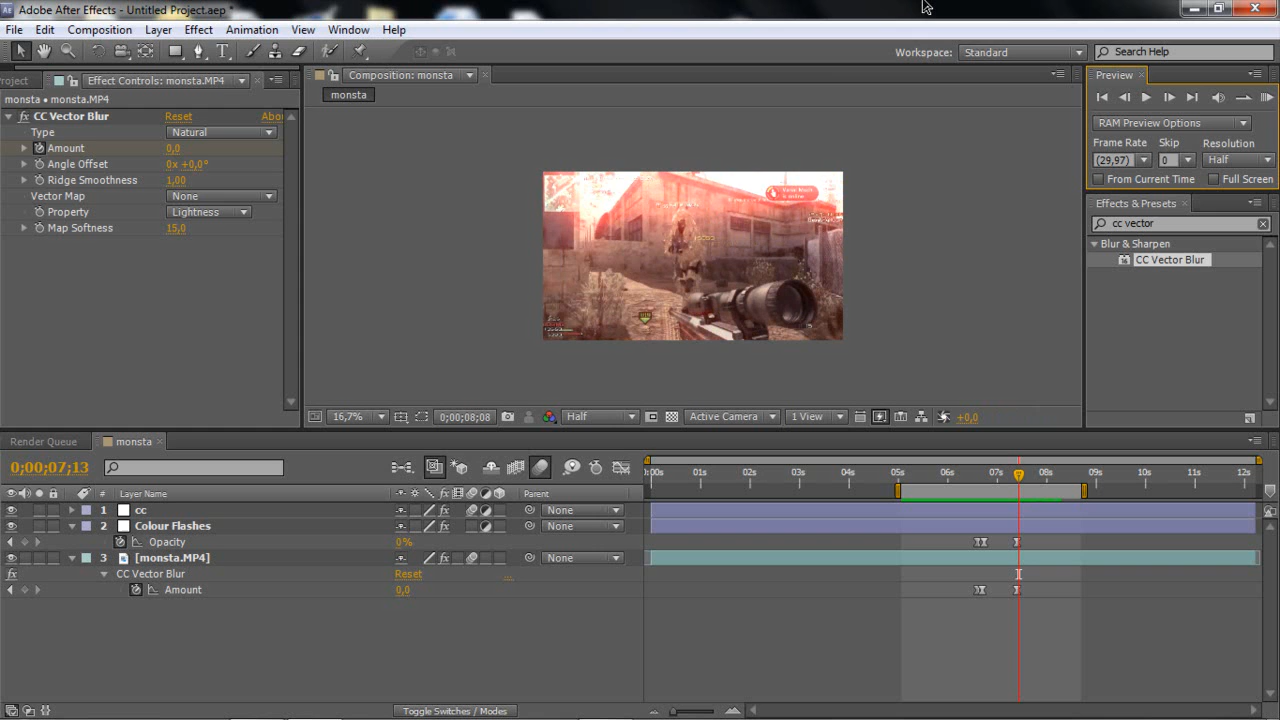 Adobe After Effects - Untitled Project.aep *
File Edit Composition Layer Effect Animation View Window Help
Workspace: Standard Search Help
roject Effect Controls: monsta.MP4 Composition: monsta Preview
monsta • monsta.MP4
monsta
CC Vector Blur Reset Abou
Type Natural
Amount 0,0
Angle Offset 0x +0,0°
Ridge Smoothness 1,00
Vector Map None
Property Lightness
Map Softness 15,0
RAM Preview Options
Frame Rate Skip Resolution
(29,97) 0 Half
From Current Time Full Screen
Effects & Presets
cc vector
Blur & Sharpen
CC Vector Blur
16,7% 0;00;08;08 Half Active Camera 1 View +0,0
Render Queue monsta
0;00;07;13
0:00s 01s 02s 03s 04s 05s 06s 07s 08s 09s 10s 11s 12s
# Layer Name Parent
1 cc None
2 Colour Flashes None
Opacity 0%
3 [monsta.MP4] None
CC Vector Blur Reset ...
Amount 0,0
Toggle Switches / Modes